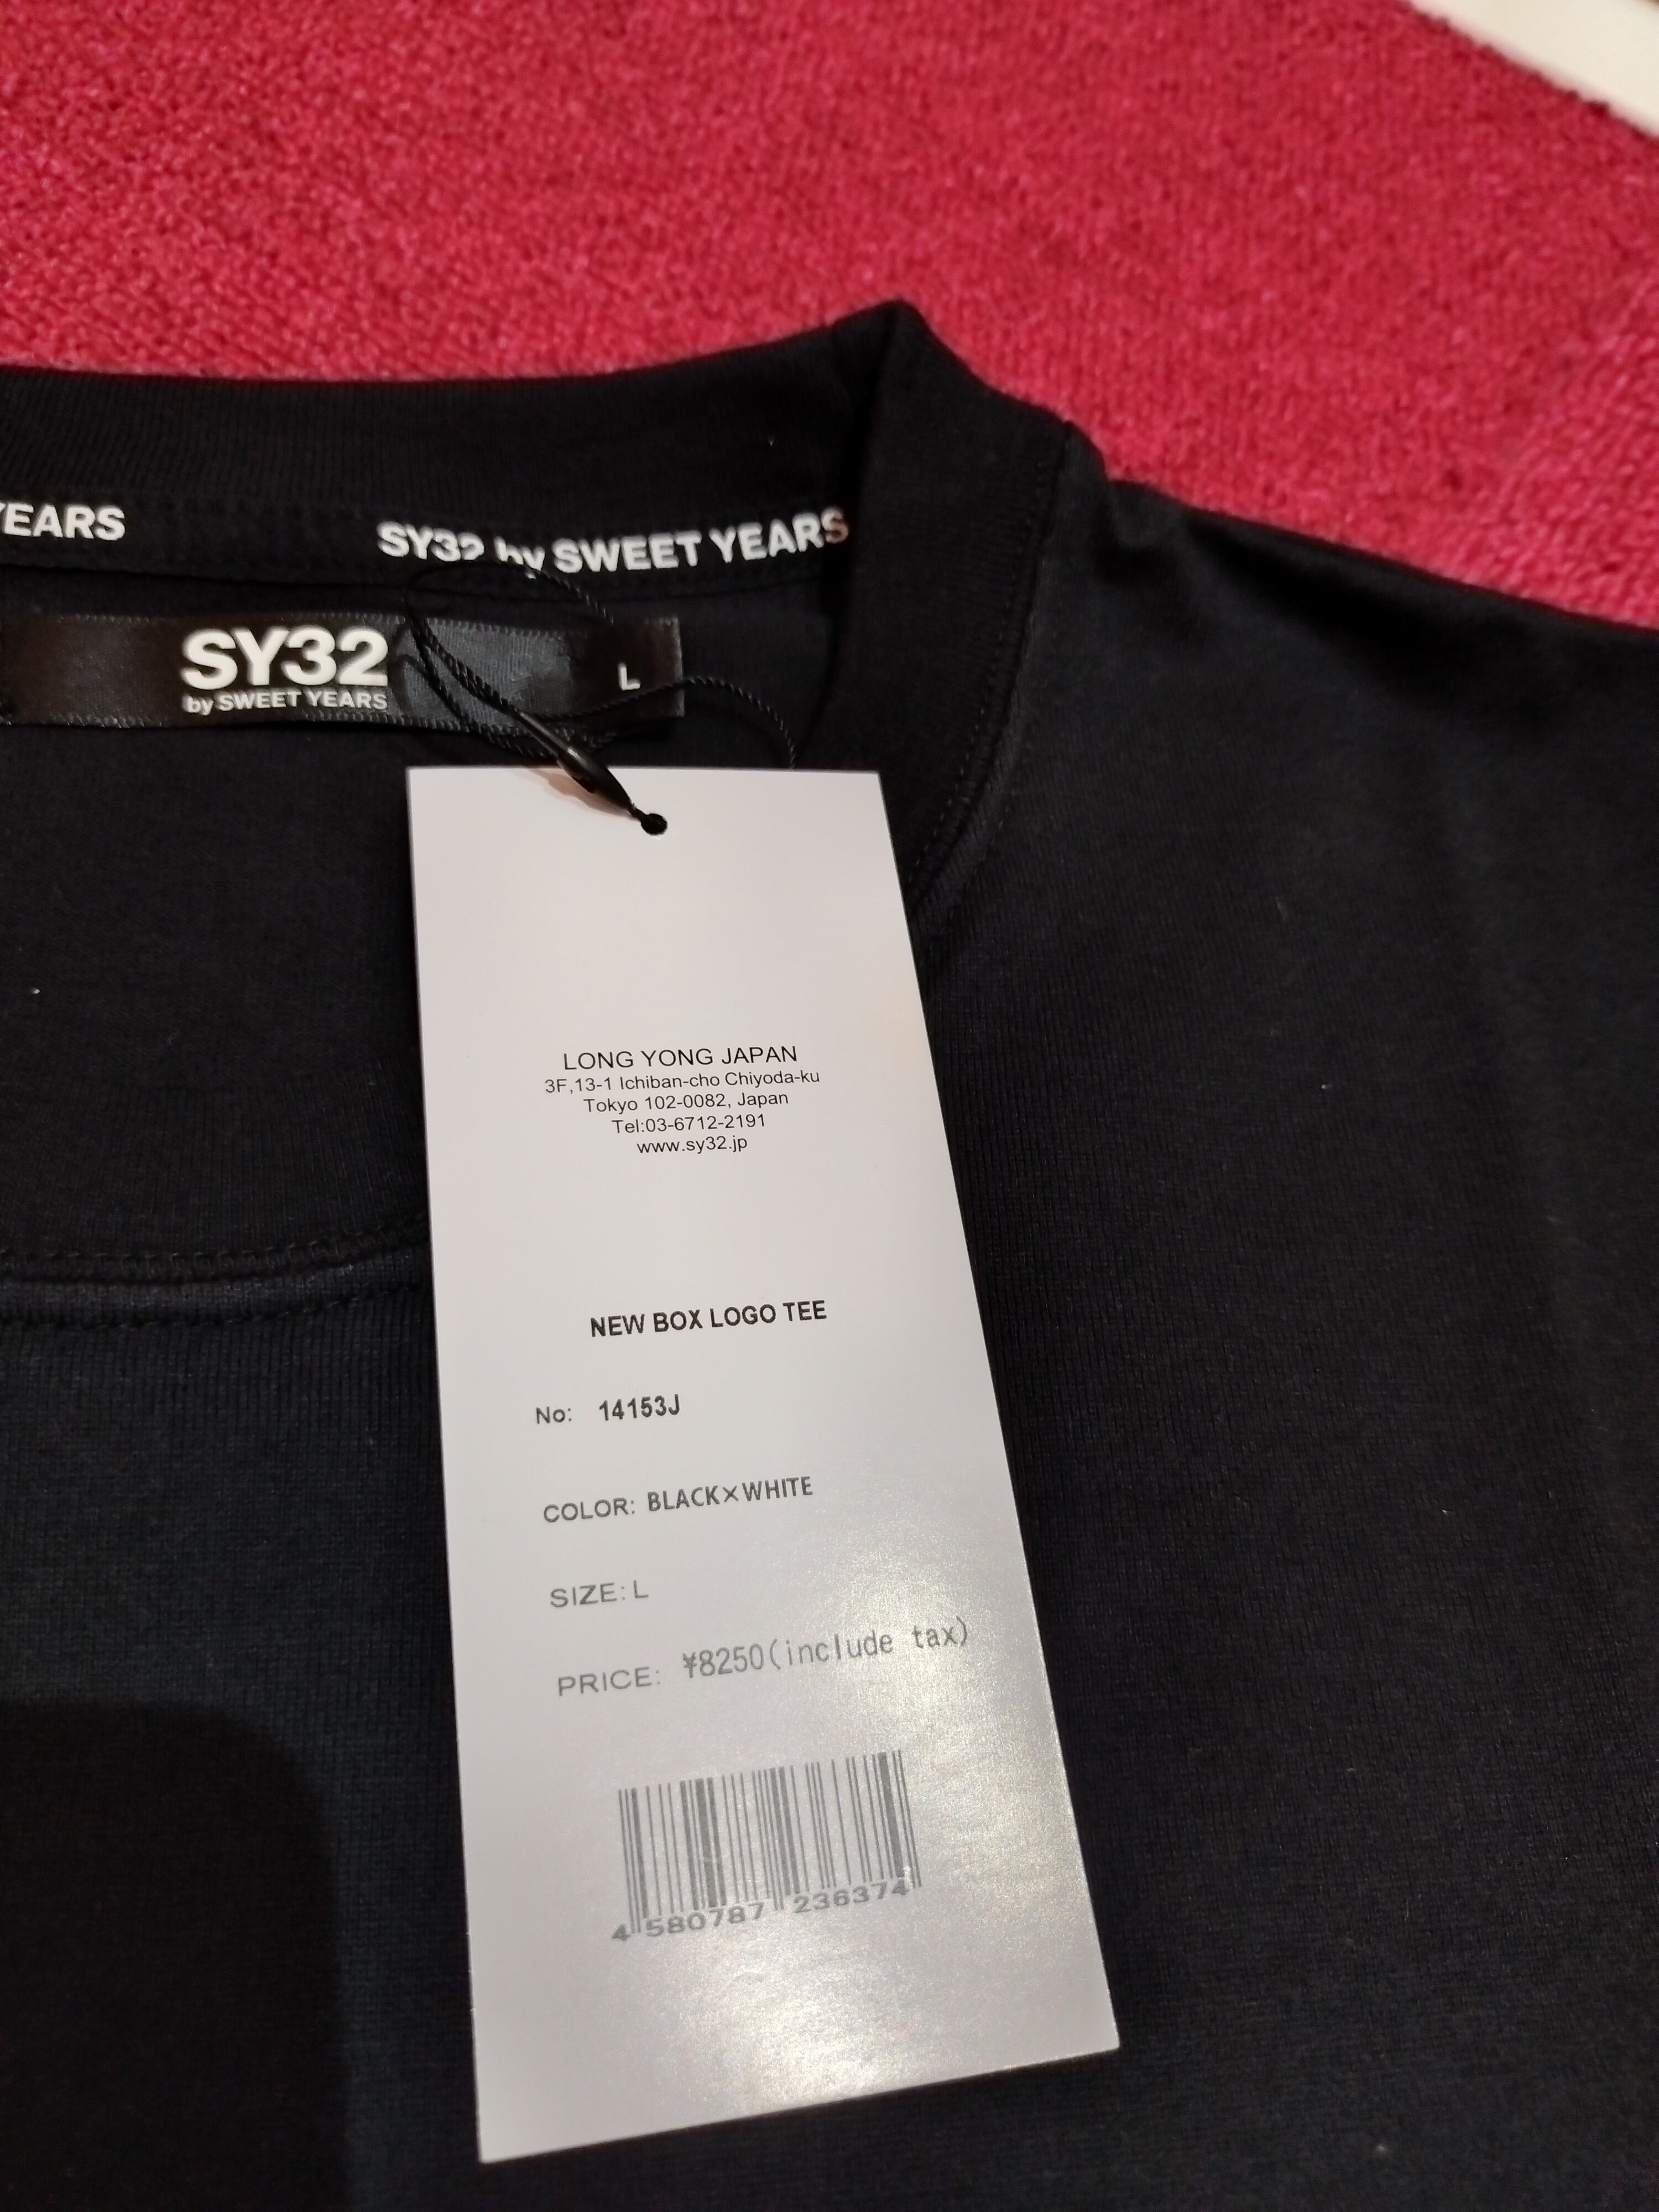 YEARS
SY32 by SWEET YEARS
SY32
by SWEET YEARS
L
LONG YONG JAPAN
3F,13-1 Ichiban-cho Chiyoda-ku
Tokyo 102-0082, Japan
Tel:03-6712-2191
www.sy32.jp
NEW BOX LOGO TEE
No: 14153J
COLOR: BLACK×WHITE
SIZE: L
PRICE: ¥8250(include tax)
4 580787 236374